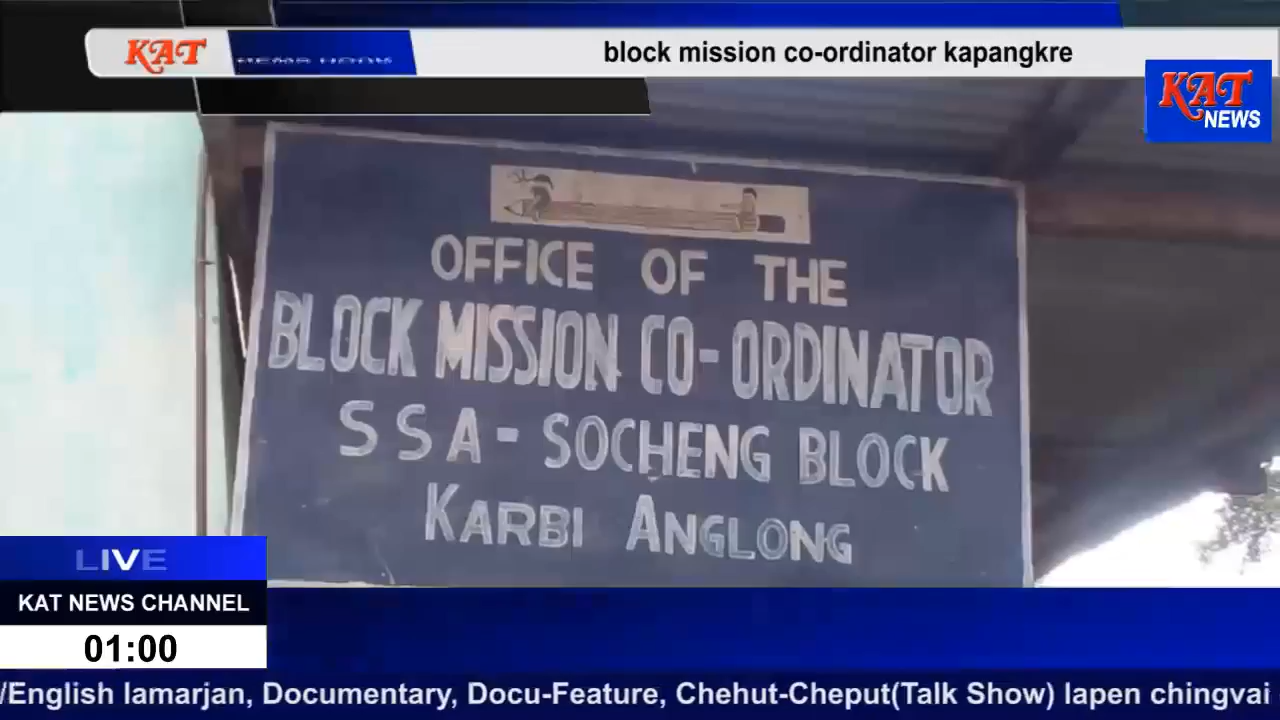 KAT
block mission co-ordinator kapangkre
KAT
NEWS
OFFICE OF THE
BLOCK MISSION CO-ORDINATOR
SSA - SOCHENG BLOCK
KARBI ANGLONG
LIVE
KAT NEWS CHANNEL
01:00
/English lamarjan, Documentary, Docu-Feature, Chehut-Cheput(Talk Show) lapen chingvai